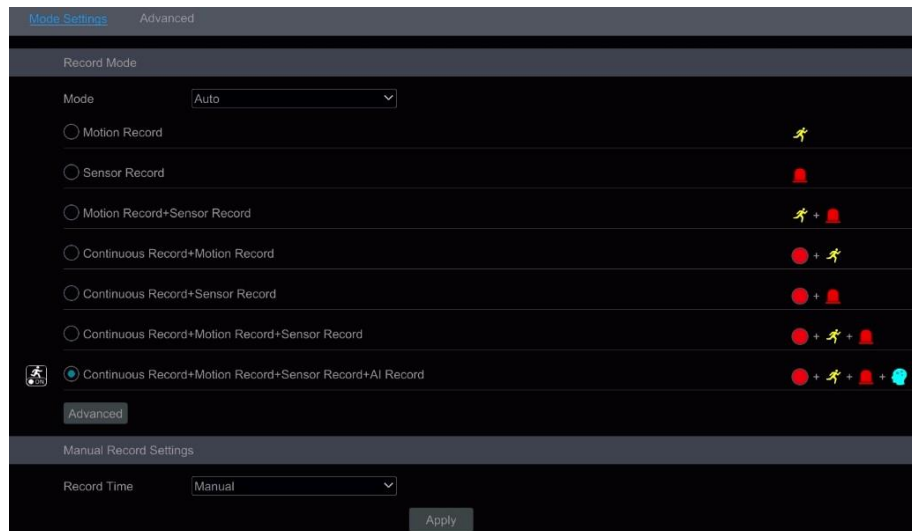 Mode Settings Advanced
Record Mode
Mode Auto
Motion Record
Sensor Record
Motion Record+Sensor Record
+
Continuous Record+Motion Record
+
Continuous Record+Sensor Record
+
Continuous Record+Motion Record+Sensor Record
+ +
ON
Continuous Record+Motion Record+Sensor Record+AI Record
+ + +
Advanced
Manual Record Settings
Record Time Manual
Apply